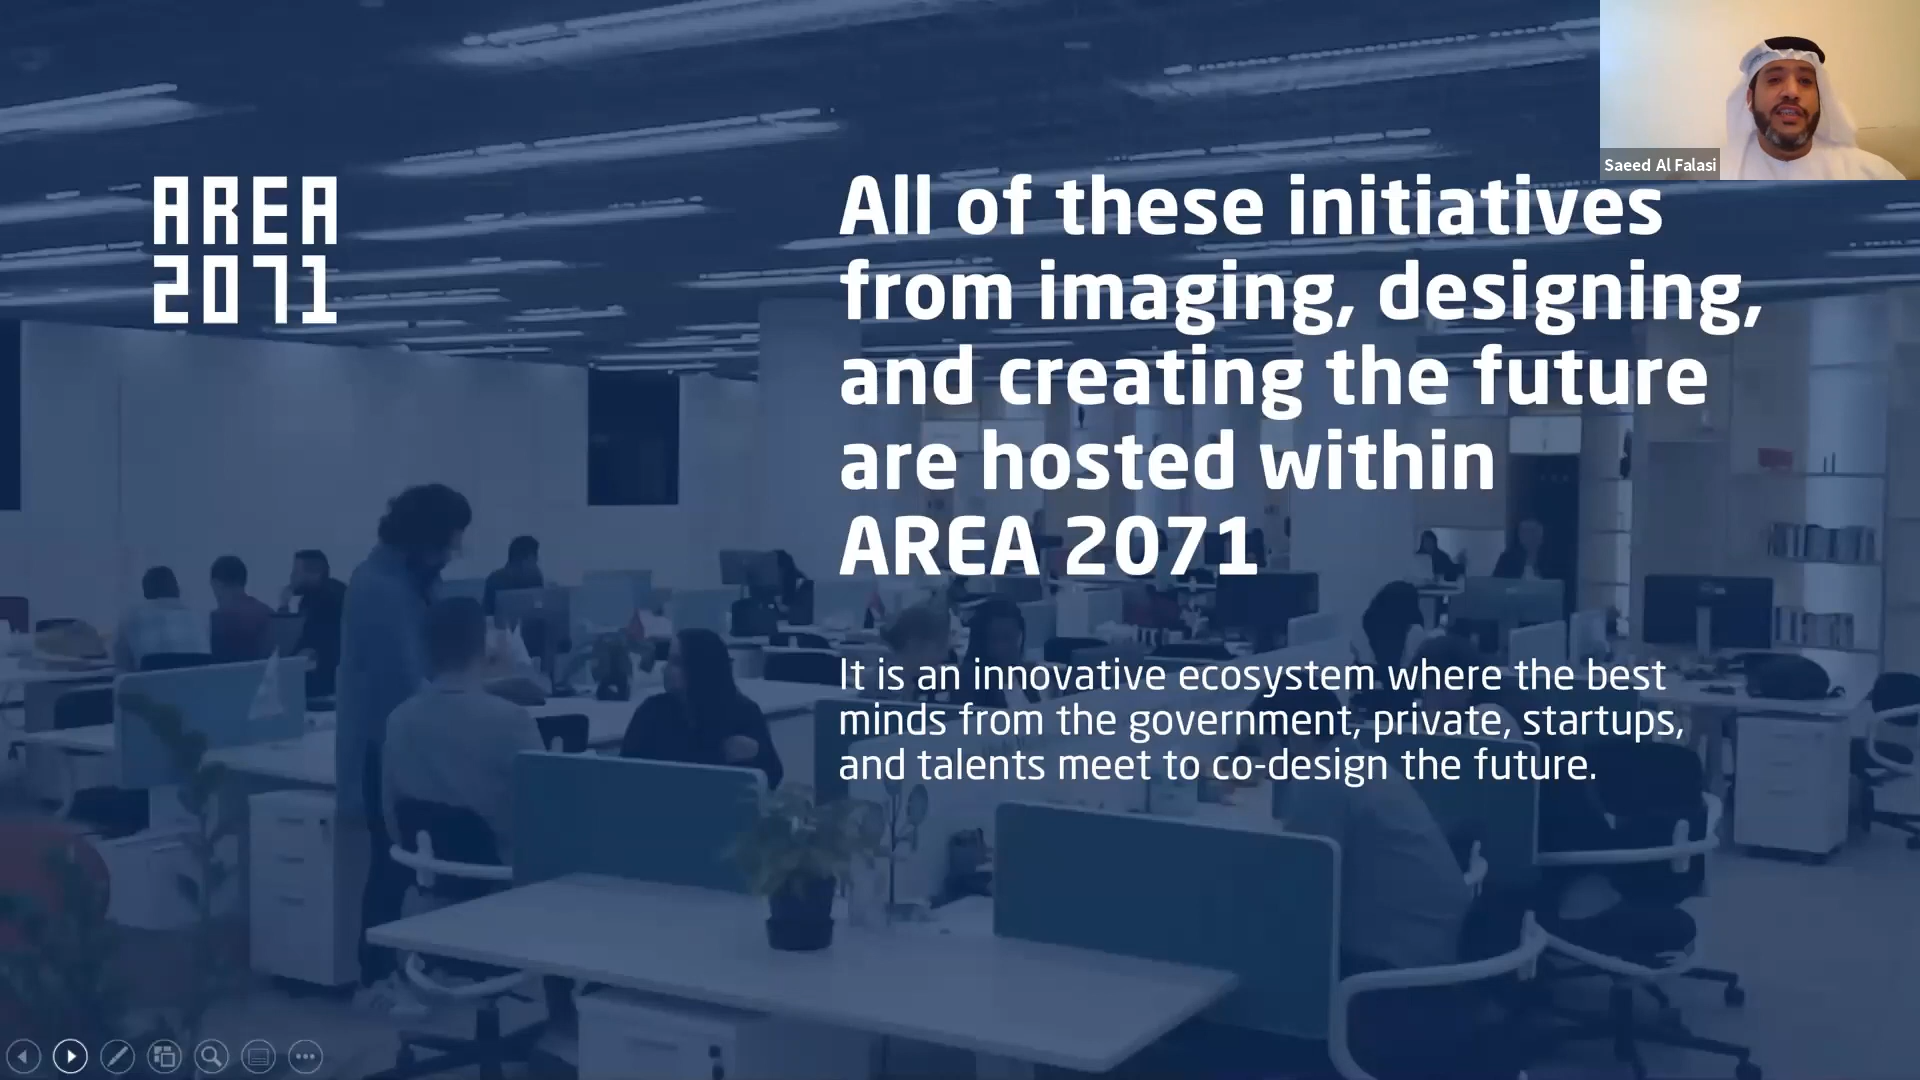 Saeed Al Falasi
AREA
2071
All of these initiatives
from imaging, designing,
and creating the future
are hosted within
AREA 2071
It is an innovative ecosystem where the best
minds from the government, private, startups,
and talents meet to co-design the future.